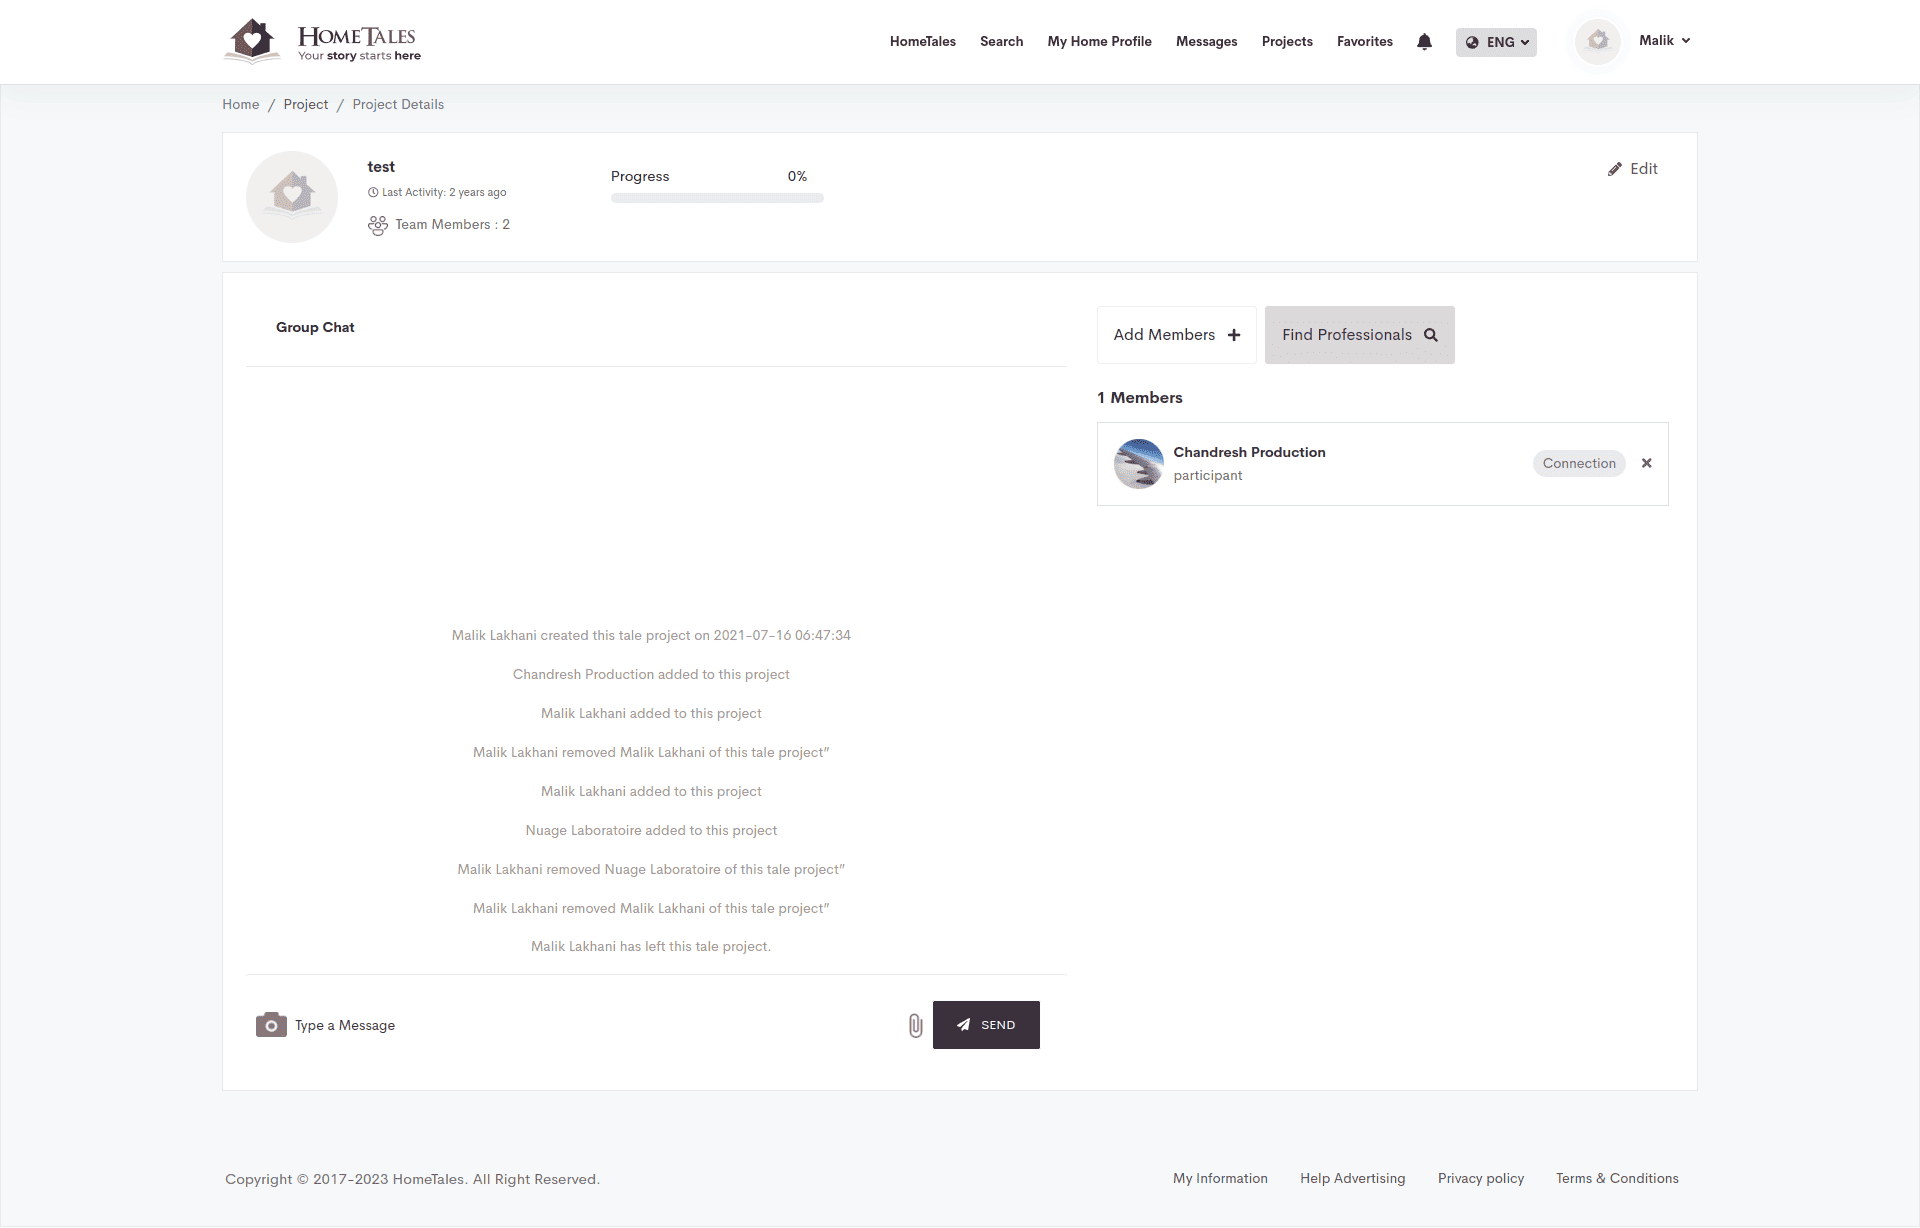 HOMETALES
Your story starts here
HomeTales Search My Home Profile Messages Projects Favorites ENG Malik
Home / Project / Project Details
test
Last Activity: 2 years ago
Team Members : 2
Progress 0%
Edit
Group Chat
Malik Lakhani created this tale project on 2021-07-16 06:47:34
Chandresh Production added to this project
Malik Lakhani added to this project
Malik Lakhani removed Malik Lakhani of this tale project”
Malik Lakhani added to this project
Nuage Laboratoire added to this project
Malik Lakhani removed Nuage Laboratoire of this tale project”
Malik Lakhani removed Malik Lakhani of this tale project”
Malik Lakhani has left this tale project.
Type a Message
SEND
Add Members
Find Professionals
1 Members
Chandresh Production
participant
Connection
Copyright © 2017-2023 HomeTales. All Right Reserved.
My Information Help Advertising Privacy policy Terms & Conditions